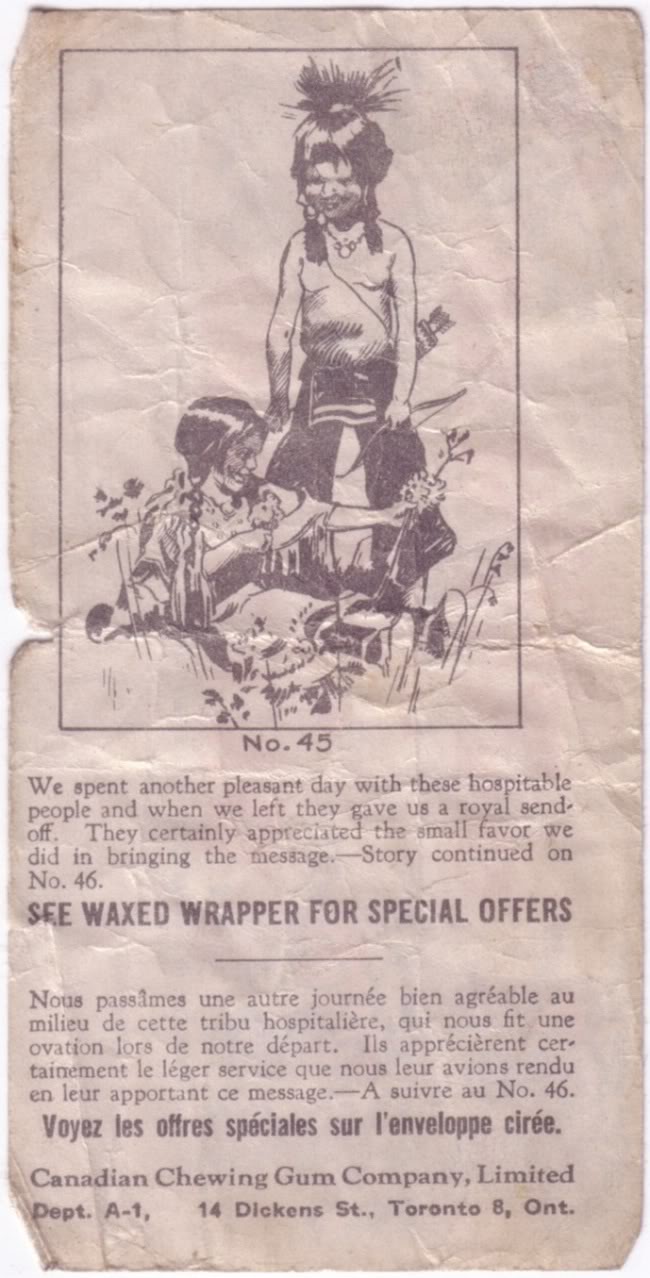 No. 45
We spent another pleasant day with these hospitable
people and when we left they gave us a royal send-
off. They certainly appreciated the small favor we
did in bringing the message.—Story continued on
No. 46.
SEE WAXED WRAPPER FOR SPECIAL OFFERS
Nous passâmes une autre journée bien agréable au
milieu de cette tribu hospitalière, qui nous fit une
ovation lors de notre départ. Ils apprécièrent cer-
tainement le léger service que nous leur avions rendu
en leur apportant ce message.—A suivre au No. 46.
Voyez les offres spéciales sur l'enveloppe cirée.
Canadian Chewing Gum Company, Limited
Dept. A-1, 14 Dickens St., Toronto 8, Ont.